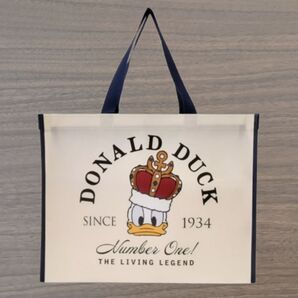 DONALD DUCK
SINCE 1934
Number One!
THE LIVING LEGEND